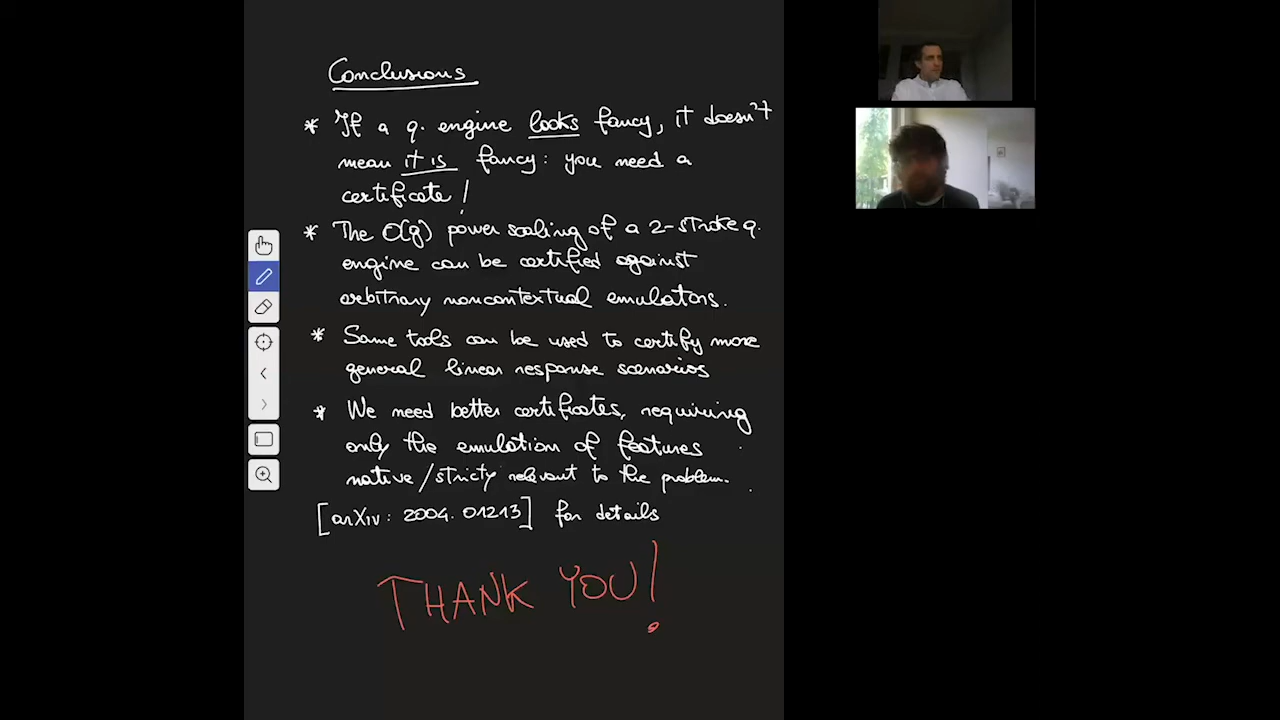 Conclusions
* If a q. engine looks fancy, it doesn't
mean it is fancy: you need a
certificate!
* The O(g) power scaling of a 2-stroke q.
engine can be certified against
arbitrary noncontextual emulators.
* Same tools can be used to certify more
general linear response scenarios
* We need better certificates, requiring
only the emulation of features
native/stricty relevant to the problem.
[arXiv: 2004.01213] for details
THANK YOU!